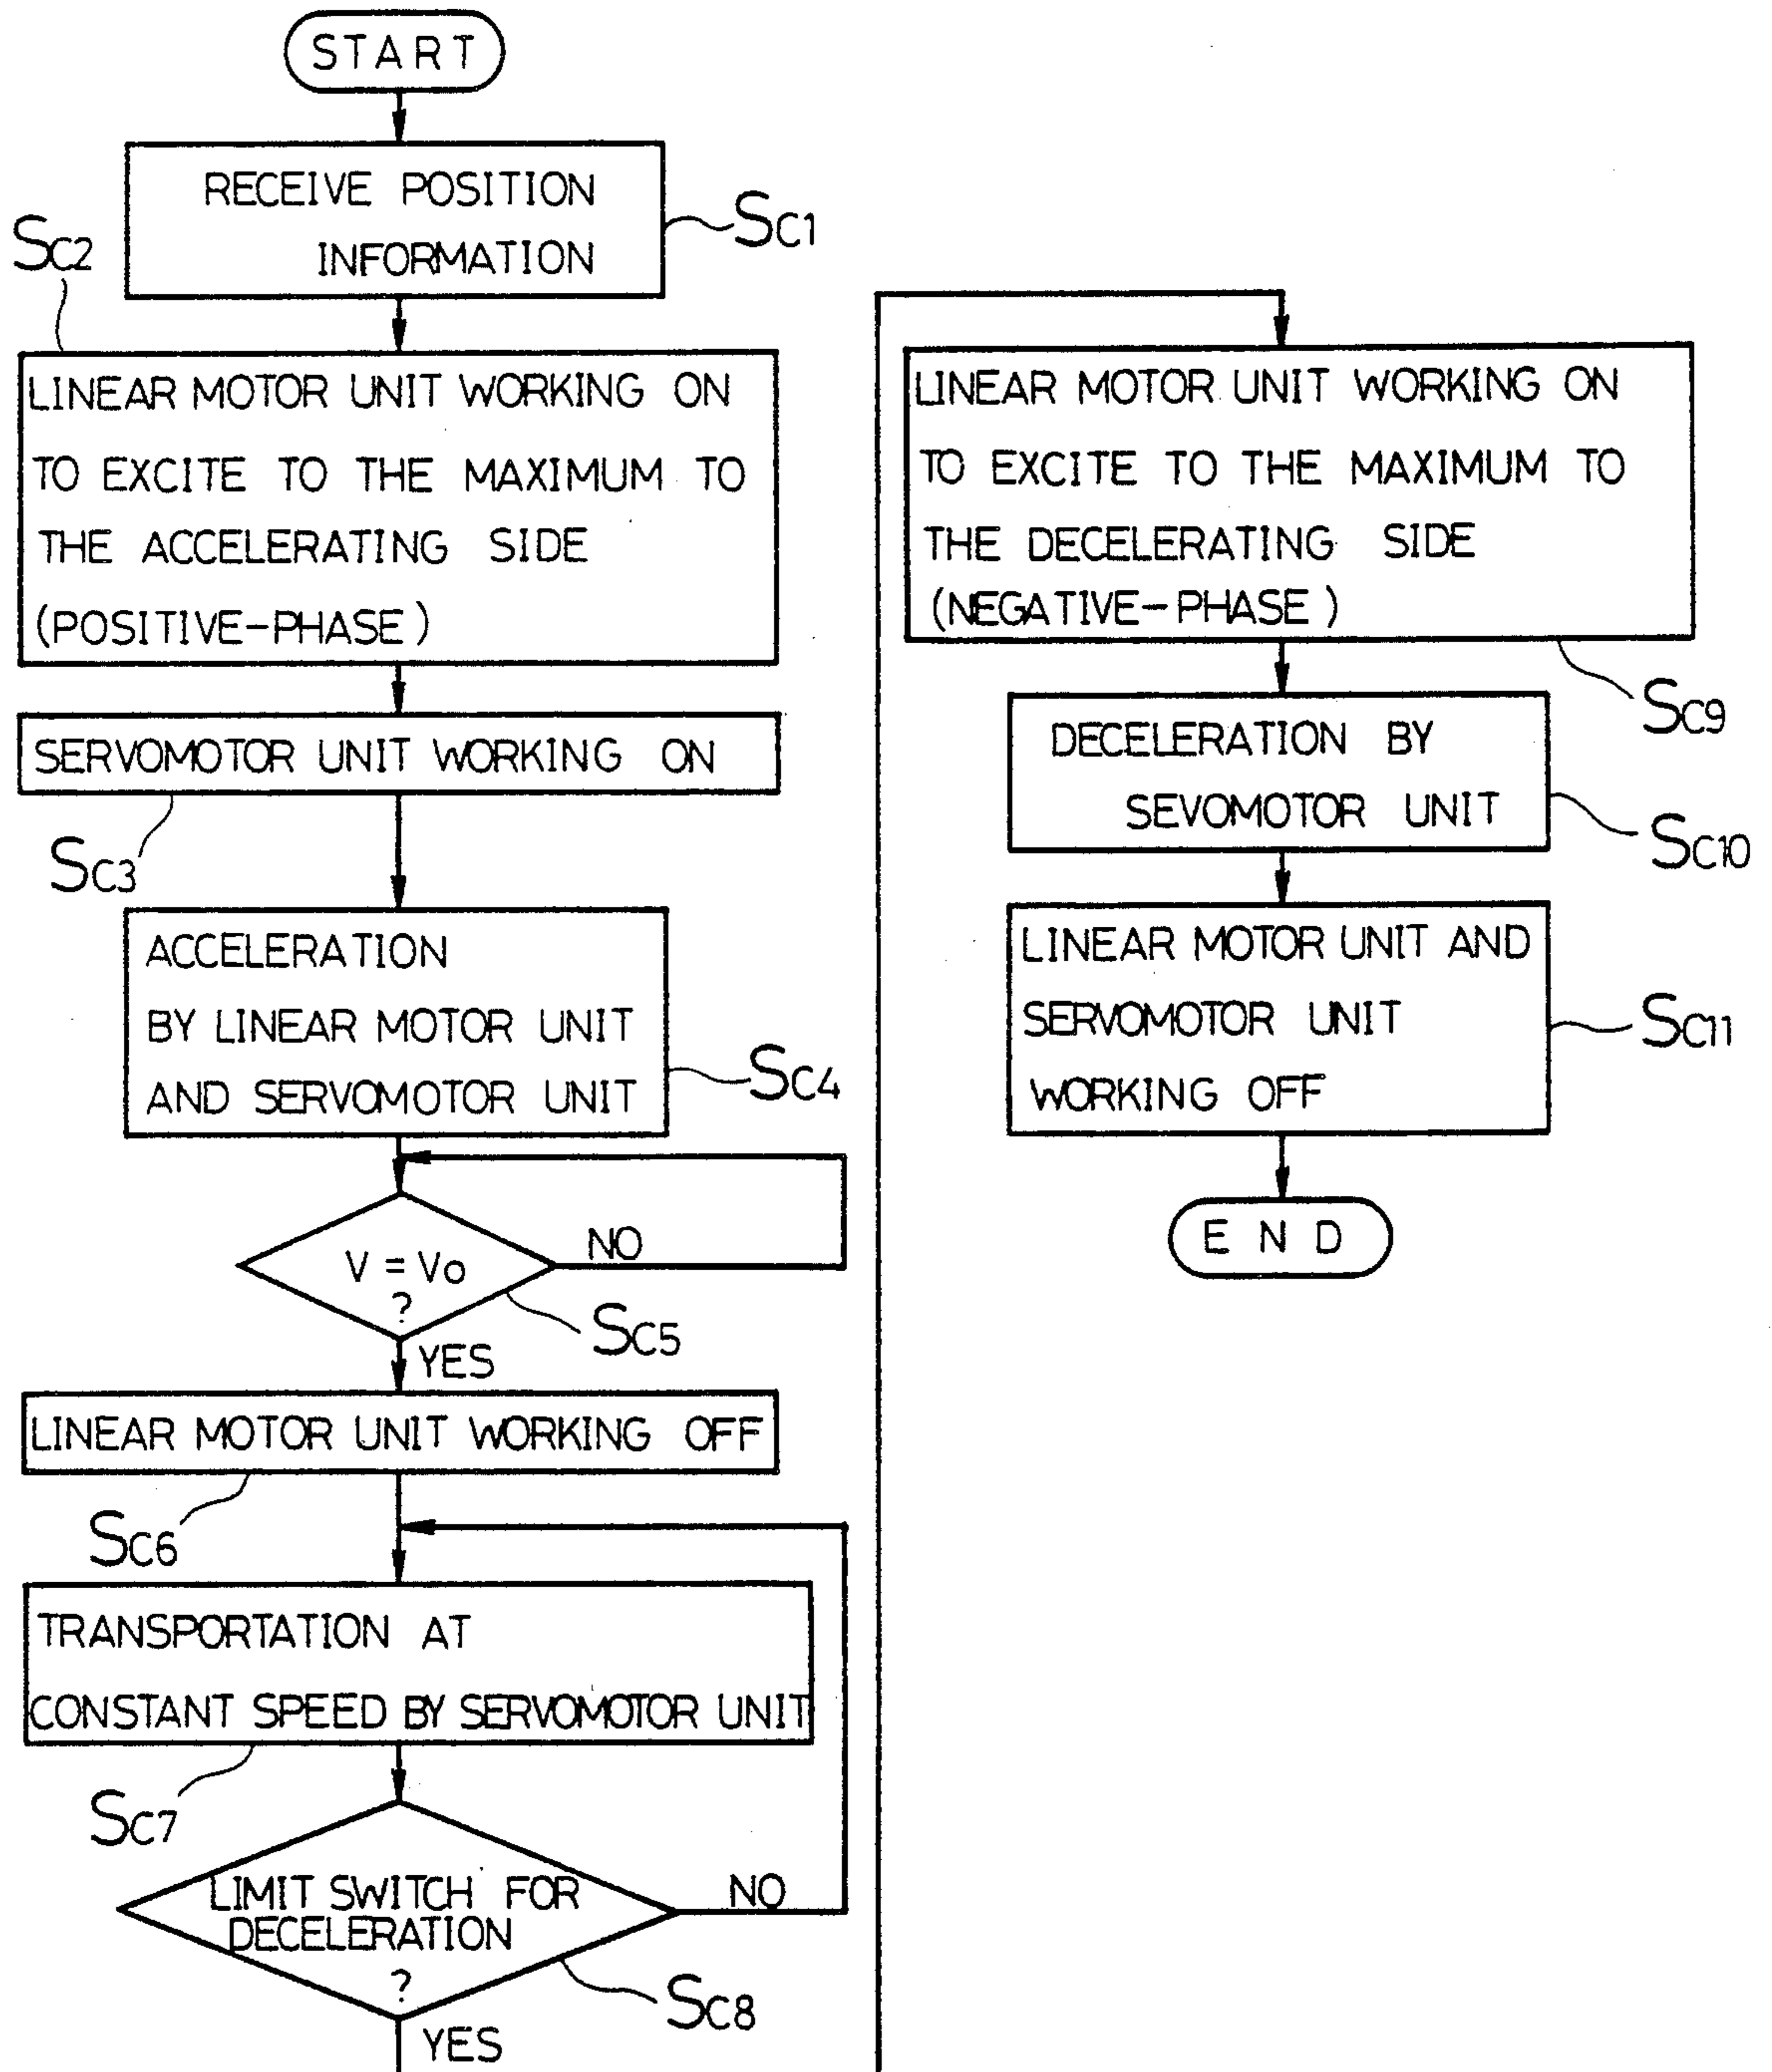 START
RECEIVE POSITION
INFORMATION
SC1
SC2
LINEAR MOTOR UNIT WORKING ON
TO EXCITE TO THE MAXIMUM TO
THE ACCELERATING SIDE
(POSITIVE-PHASE)
SERVOMOTOR UNIT WORKING ON
SC3
ACCELERATION
BY LINEAR MOTOR UNIT
AND SERVOMOTOR UNIT
SC4
V = Vo
?
NO
SC5
YES
LINEAR MOTOR UNIT WORKING OFF
SC6
TRANSPORTATION AT
CONSTANT SPEED BY SERVOMOTOR UNIT
SC7
LIMIT SWITCH FOR
DECELERATION
?
NO
SC8
YES
LINEAR MOTOR UNIT WORKING ON
TO EXCITE TO THE MAXIMUM TO
THE DECELERATING SIDE
(NEGATIVE-PHASE)
SC9
DECELERATION BY
SEVOMOTOR UNIT
SC10
LINEAR MOTOR UNIT AND
SERVOMOTOR UNIT
WORKING OFF
SC11
END